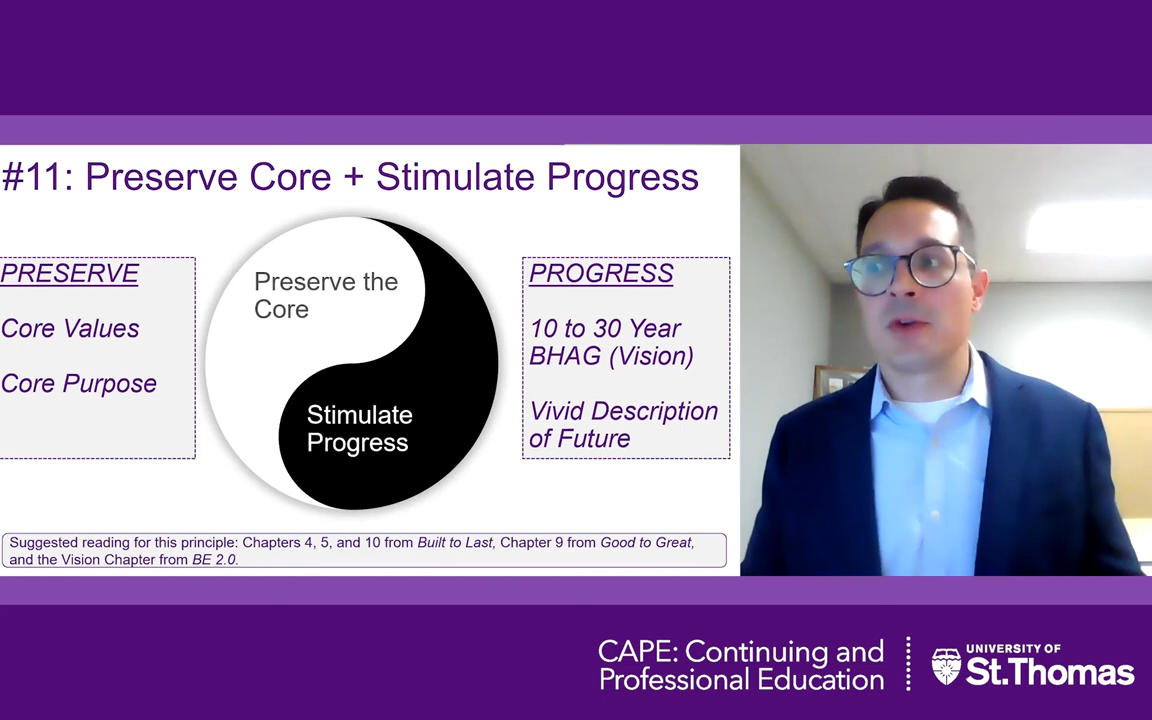 #11: Preserve Core + Stimulate Progress
PRESERVE
Core Values
Core Purpose
Preserve the
Core
Stimulate
Progress
PROGRESS
10 to 30 Year
BHAG (Vision)
Vivid Description
of Future
Suggested reading for this principle: Chapters 4, 5, and 10 from Built to Last, Chapter 9 from Good to Great,
and the Vision Chapter from BE 2.0.
CAPE: Continuing and
Professional Education
UNIVERSITY OF
St.Thomas